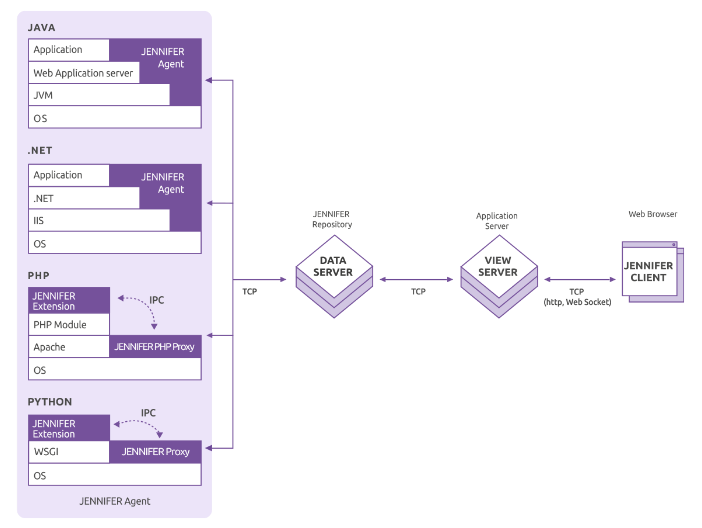 JAVA
Application
JENNIFER
Agent
Web Application server
JVM
OS
.NET
Application
JENNIFER
Agent
.NET
IIS
OS
PHP
JENNIFER
Extension
IPC
PHP Module
Apache
JENNIFER PHP Proxy
OS
PYTHON
JENNIFER
Extension
IPC
WSGI
JENNIFER Proxy
OS
JENNIFER Agent
TCP
JENNIFER
Repository
DATA
SERVER
TCP
Application
Server
VIEW
SERVER
TCP
(http, Web Socket)
Web Browser
JENNIFER
CLIENT